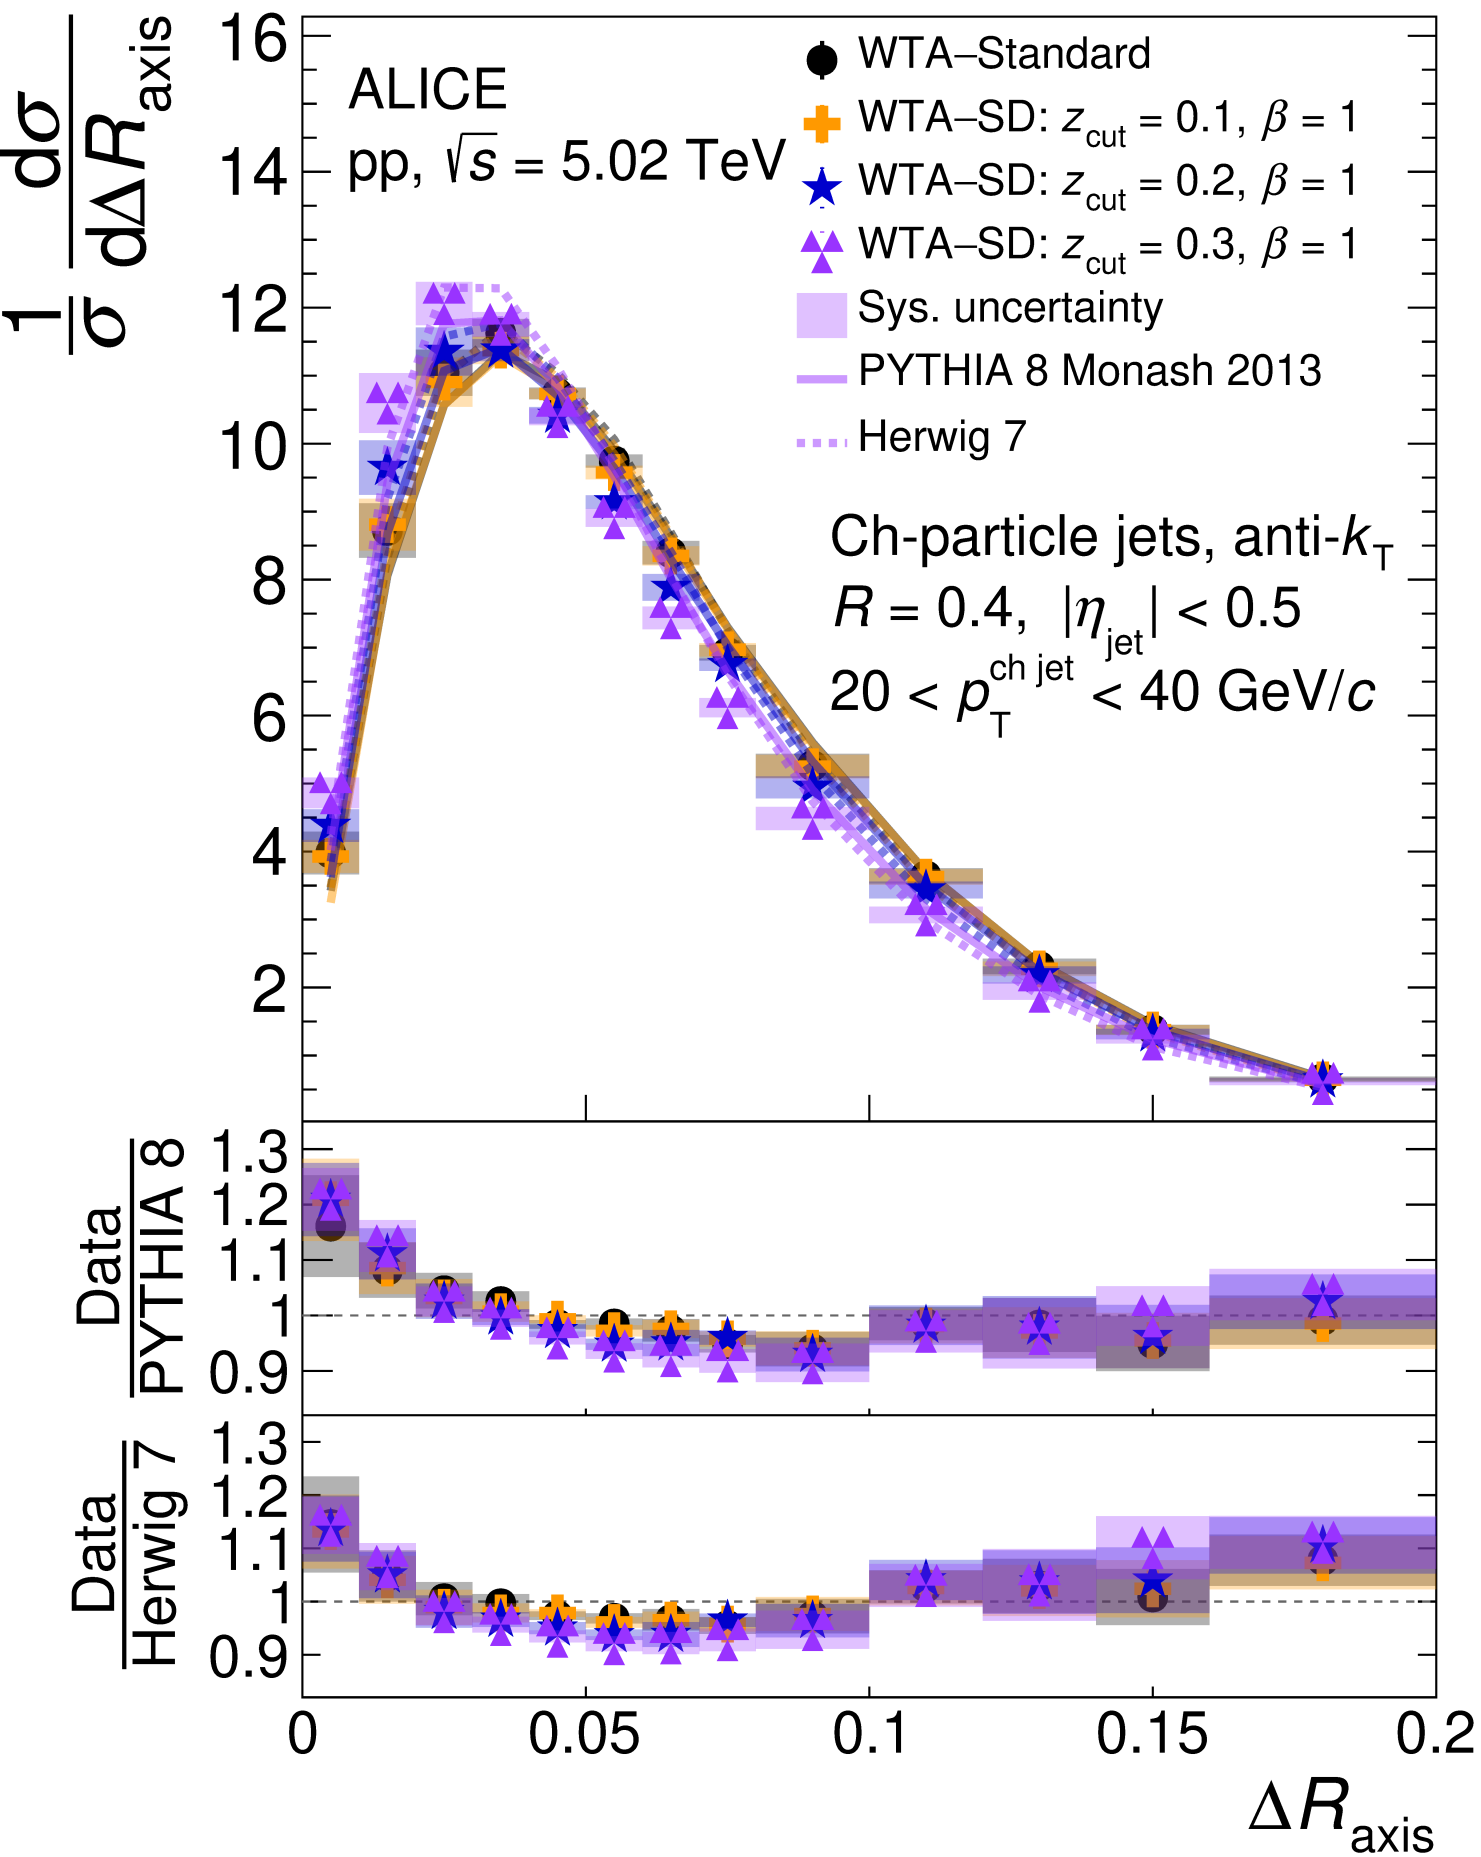 1/σ dσ/dΔR_axis
16
14
12
10
8
6
4
2
ALICE
pp, √s = 5.02 TeV
WTA–Standard
WTA–SD: z_cut = 0.1, β = 1
WTA–SD: z_cut = 0.2, β = 1
WTA–SD: z_cut = 0.3, β = 1
Sys. uncertainty
PYTHIA 8 Monash 2013
Herwig 7
Ch-particle jets, anti-k_T
R = 0.4, |η_jet| < 0.5
20 < p_T^ch jet < 40 GeV/c
Data
PYTHIA 8
1.3
1.2
1.1
1
0.9
Data
Herwig 7
1.3
1.2
1.1
1
0.9
0 0.05 0.1 0.15 0.2
ΔR_axis